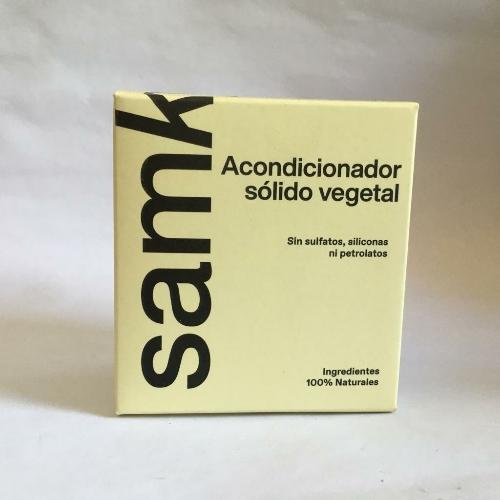 samk
Acondicionador
sólido vegetal
Sin sulfatos, siliconas
ni petrolatos
Ingredientes
100% Naturales